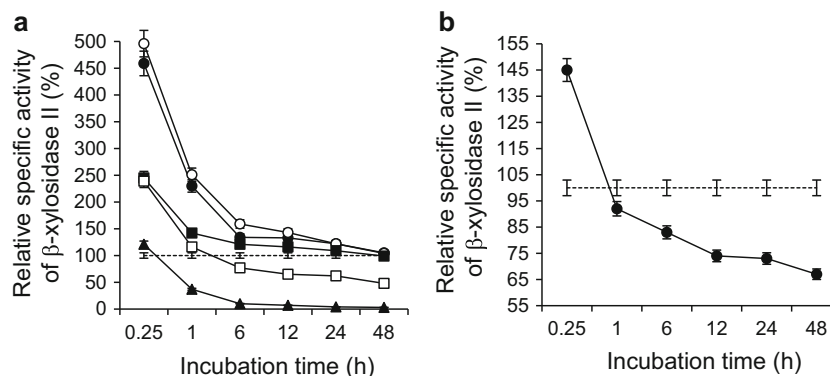 a
Relative specific activity
of β-xylosidase II (%)
500
450
400
350
300
250
200
150
100
50
0
0.25 1 6 12 24 48
Incubation time (h)
b
Relative specific activity
of β-xylosidase II (%)
155
145
135
125
115
105
95
85
75
65
55
0.25 1 6 12 24 48
Incubation time (h)